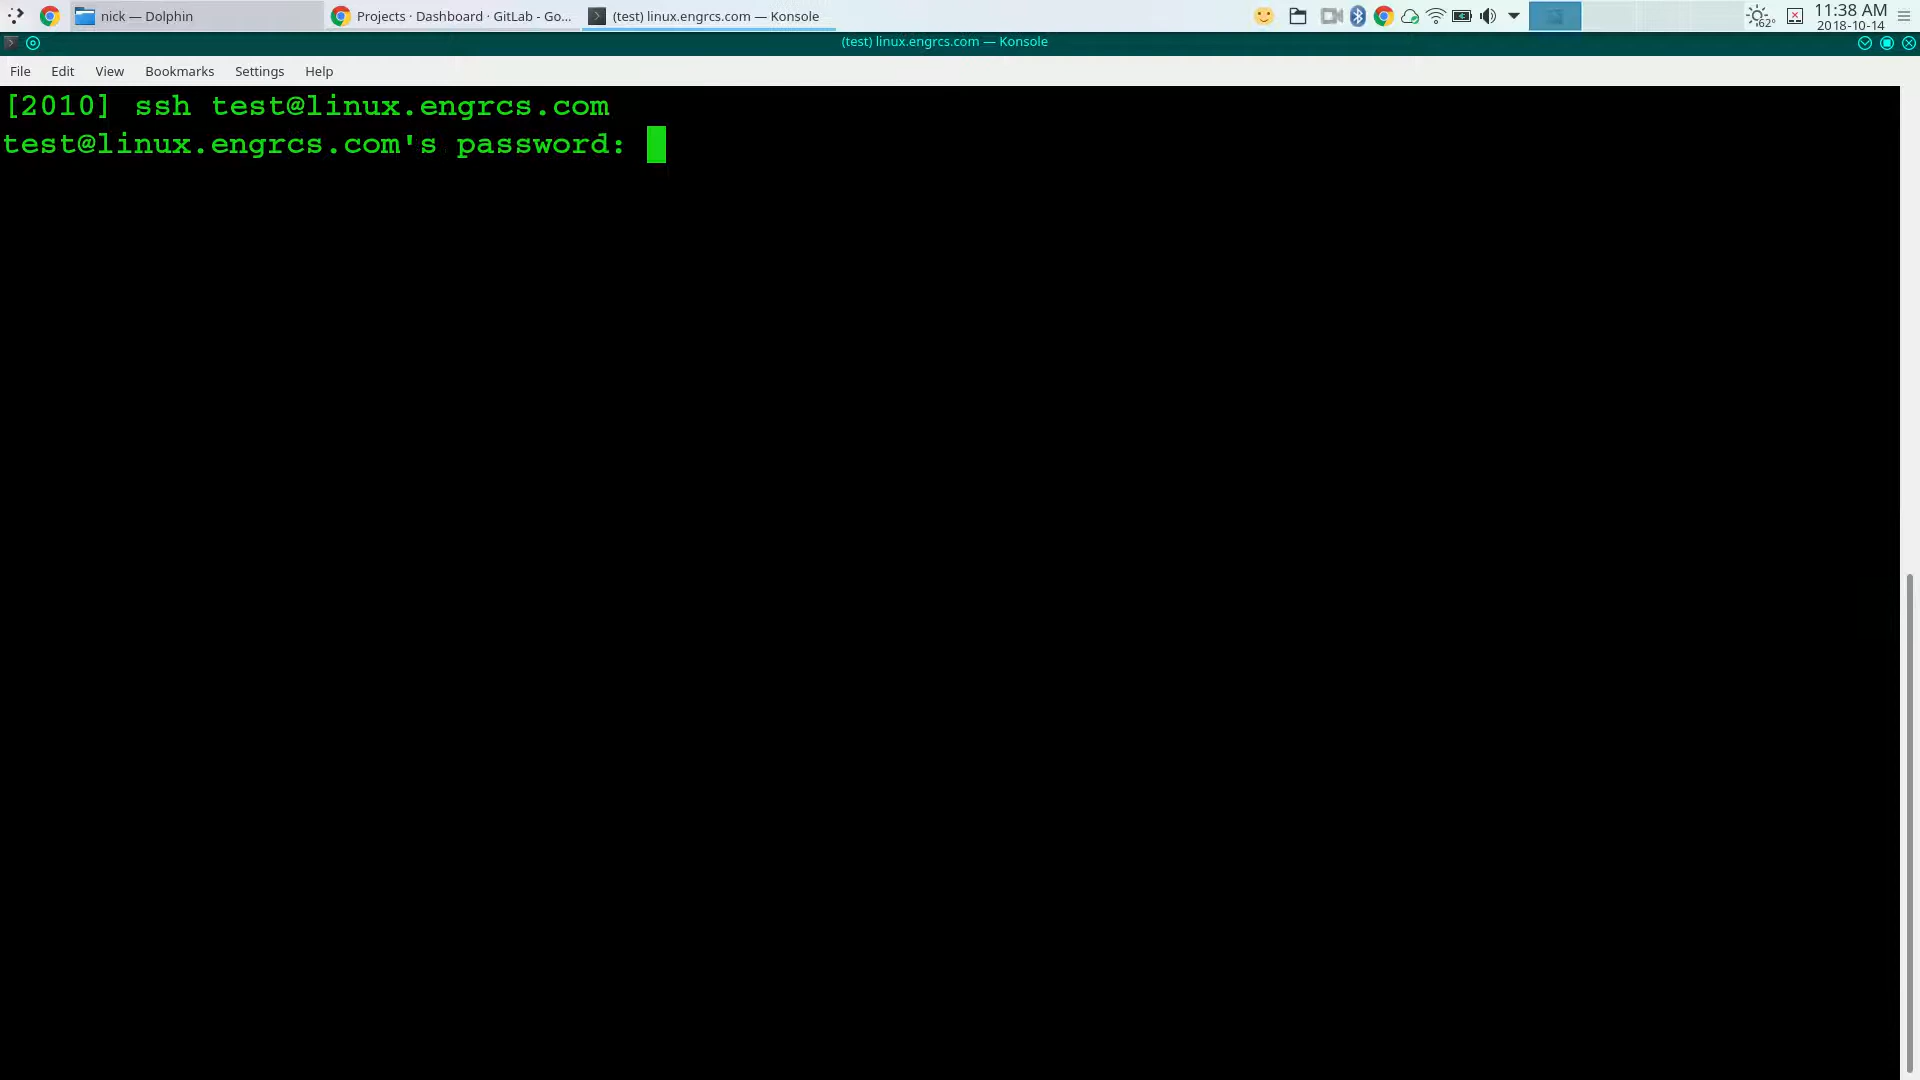 nick — Dolphin
Projects · Dashboard · GitLab - Go...
(test) linux.engrcs.com — Konsole
62°
11:38 AM
2018-10-14
(test) linux.engrcs.com — Konsole
File Edit View Bookmarks Settings Help
[2010] ssh test@linux.engrcs.com
test@linux.engrcs.com's password: